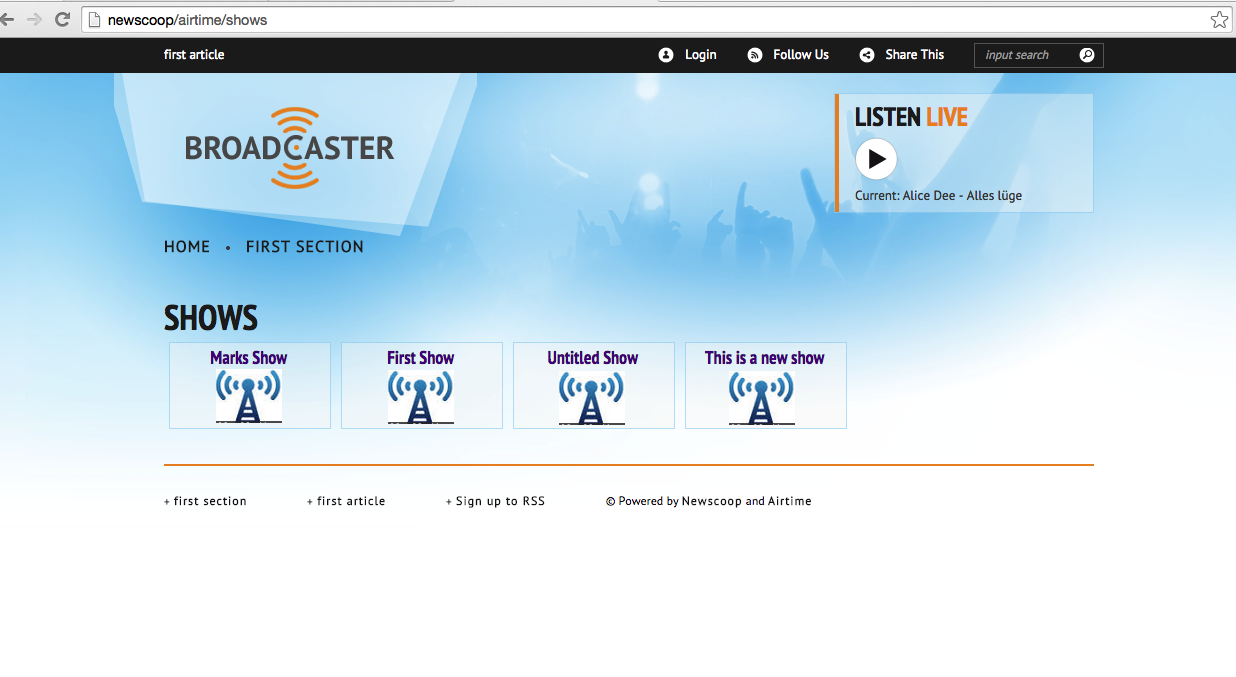 newscoop/airtime/shows
first article
Login
Follow Us
Share This
input search
BROADCASTER
LISTEN LIVE
Current: Alice Dee - Alles lüge
HOME • FIRST SECTION
SHOWS
Marks Show
First Show
Untitled Show
This is a new show
+ first section
+ first article
+ Sign up to RSS
© Powered by Newscoop and Airtime